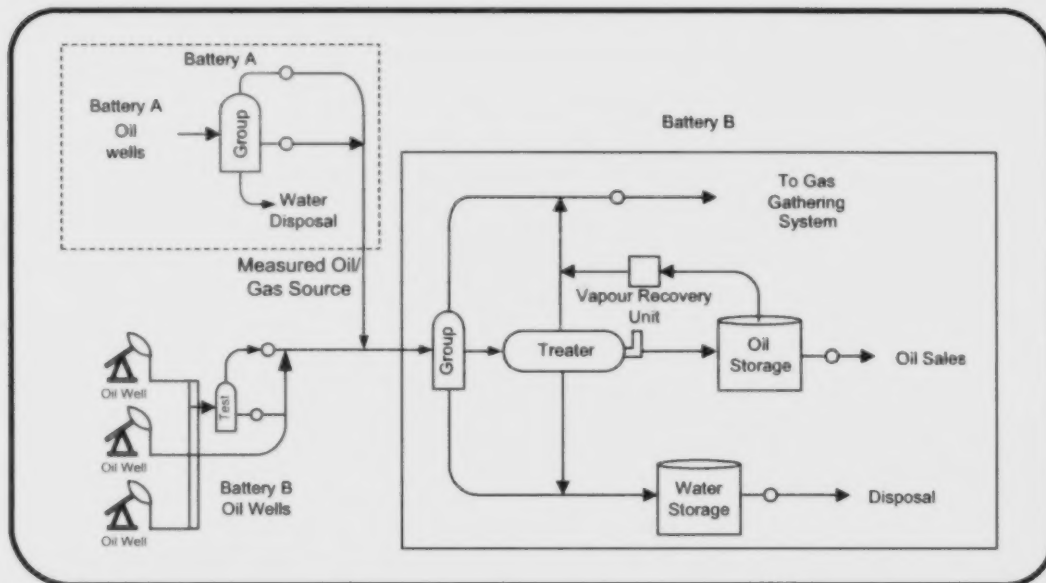 Battery A
Battery A
Oil
wells
Group
Water
Disposal
Measured Oil/
Gas Source
Oil Well
Oil Well
Oil Well
Test
Battery B
Oil Wells
Battery B
To Gas
Gathering
System
Vapour Recovery
Unit
Group
Treater
Oil
Storage
Oil Sales
Water
Storage
Disposal